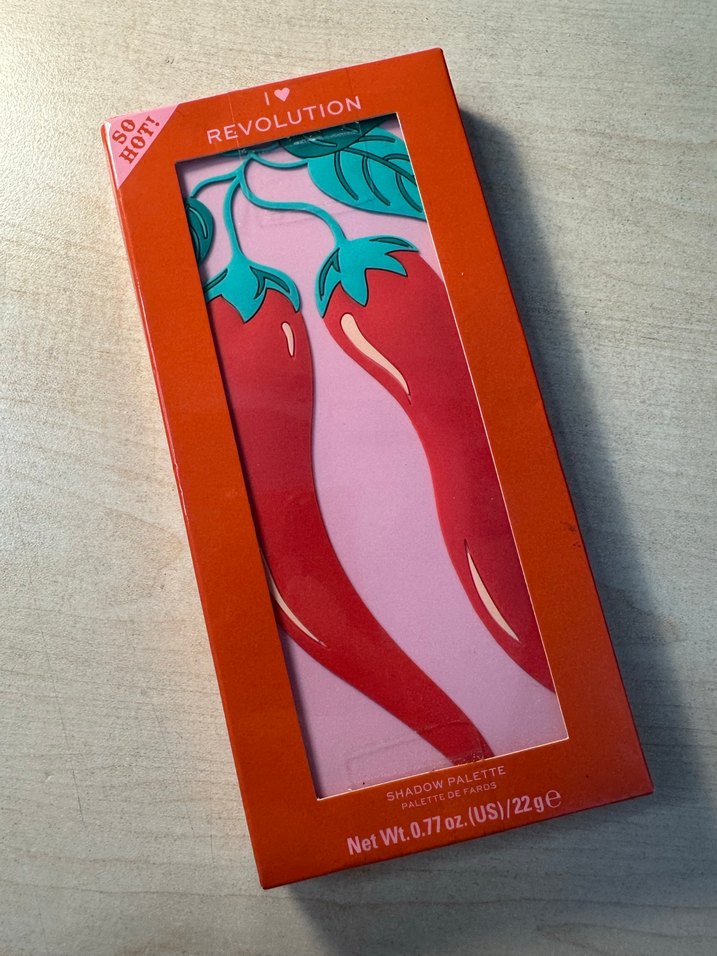 SO
HOT!
I♥
REVOLUTION
SHADOW PALETTE
PALETTE DE FARDS
Net Wt. 0.77 oz. (US) / 22 g ℮